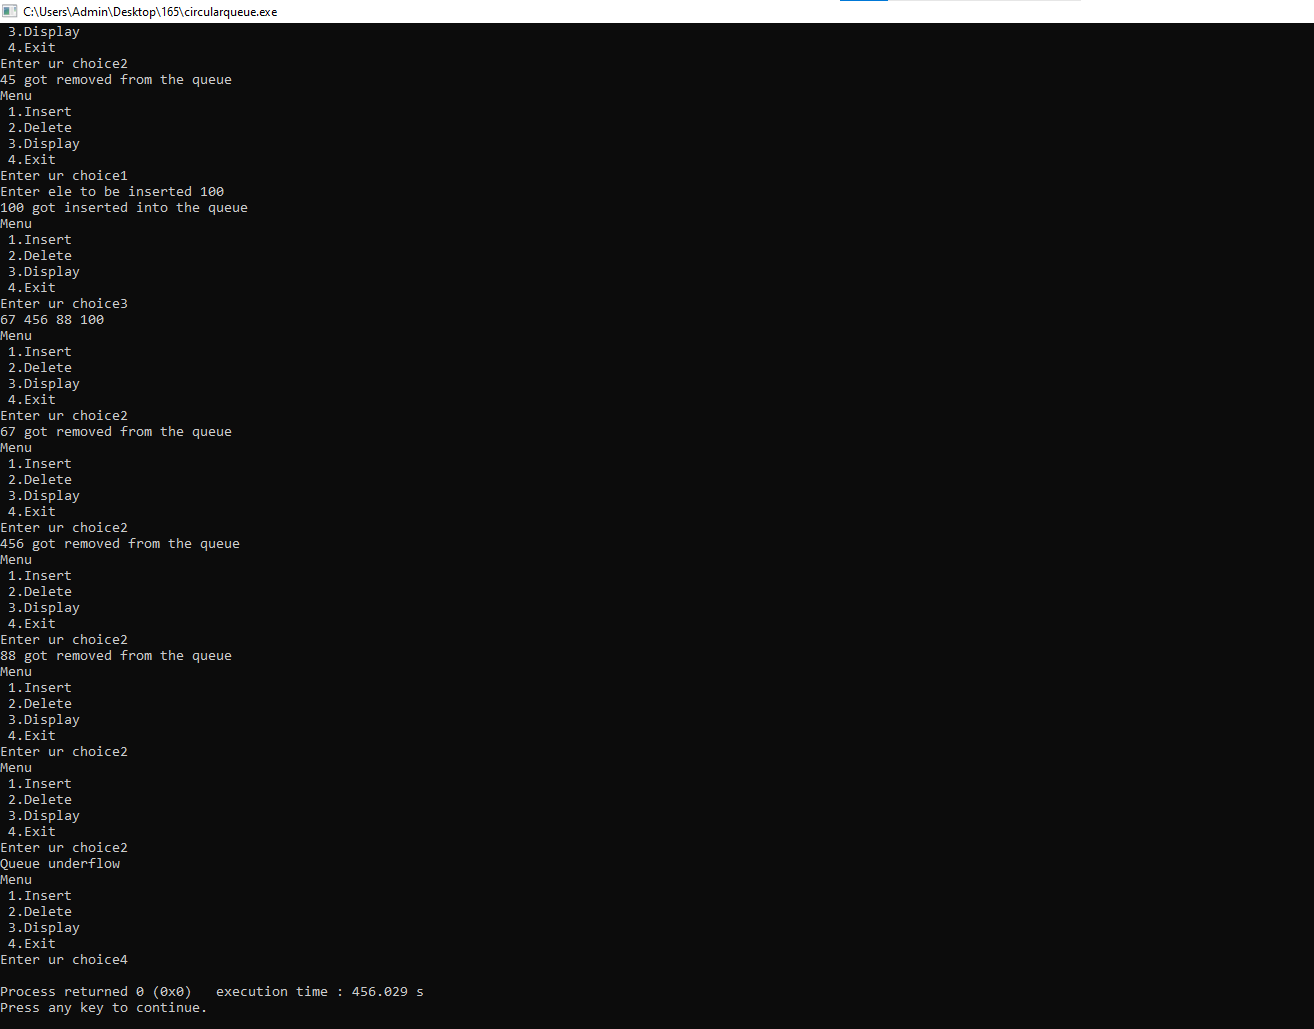 C:\Users\Admin\Desktop\165\circularqueue.exe
3.Display
4.Exit
Enter ur choice2
45 got removed from the queue
Menu
1.Insert
2.Delete
3.Display
4.Exit
Enter ur choice1
Enter ele to be inserted 100
100 got inserted into the queue
Menu
1.Insert
2.Delete
3.Display
4.Exit
Enter ur choice3
67 456 88 100
Menu
1.Insert
2.Delete
3.Display
4.Exit
Enter ur choice2
67 got removed from the queue
Menu
1.Insert
2.Delete
3.Display
4.Exit
Enter ur choice2
456 got removed from the queue
Menu
1.Insert
2.Delete
3.Display
4.Exit
Enter ur choice2
88 got removed from the queue
Menu
1.Insert
2.Delete
3.Display
4.Exit
Enter ur choice2
Menu
1.Insert
2.Delete
3.Display
4.Exit
Enter ur choice2
Queue underflow
Menu
1.Insert
2.Delete
3.Display
4.Exit
Enter ur choice4
Process returned 0 (0x0)   execution time : 456.029 s
Press any key to continue.